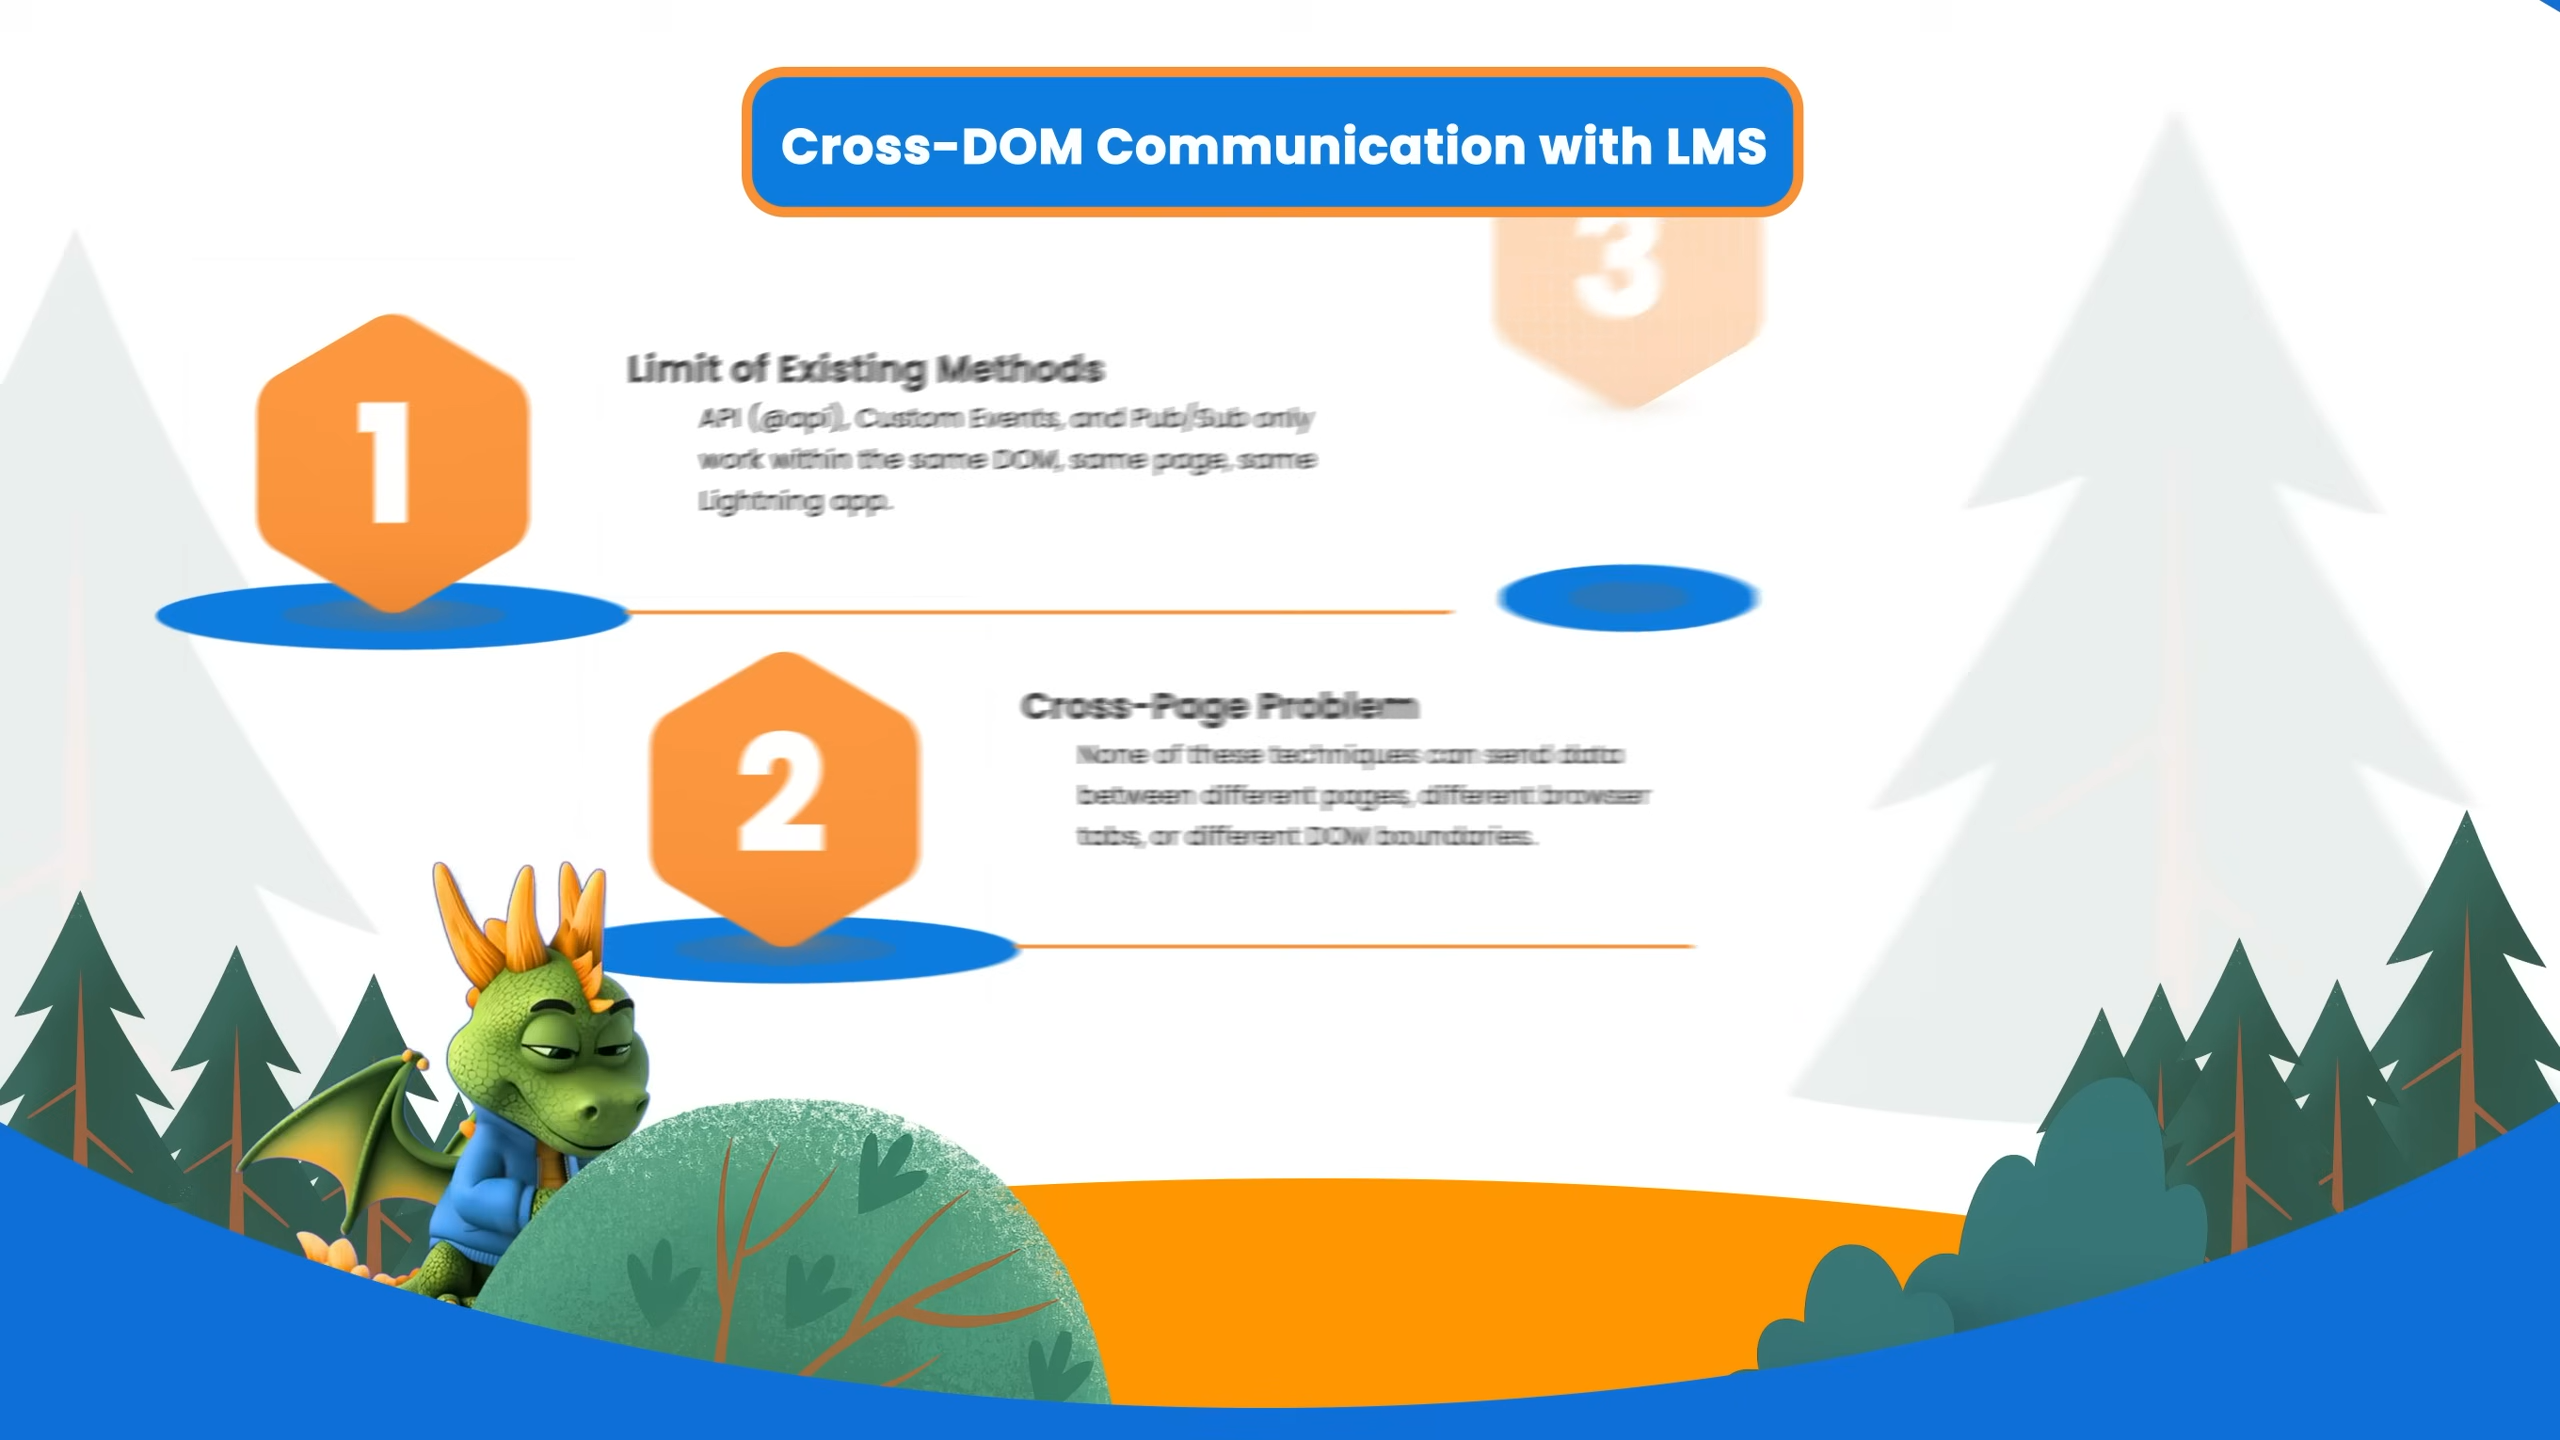 Cross-DOM Communication with LMS
3
1
Limit of Existing Methods
API (@api), Custom Events, and Pub/Sub only
work within the same DOM, same page, same
Lightning app.
2
Cross-Page Problem
None of these techniques can send data
between different pages, different browser
tabs, or different DOM boundaries.